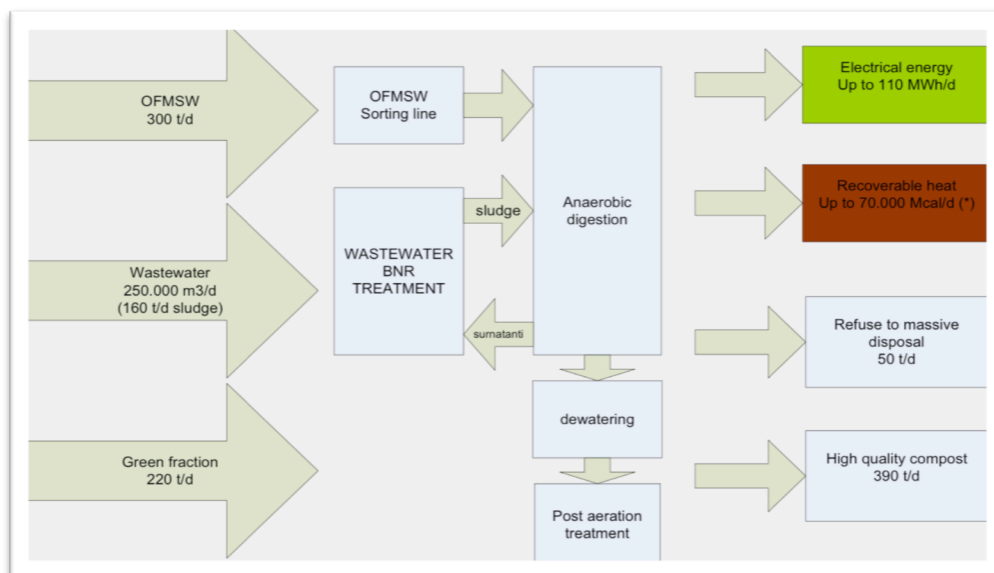 OFMSW
300 t/d
Wastewater
250.000 m3/d
(160 t/d sludge)
Green fraction
220 t/d
OFMSW
Sorting line
WASTEWATER
BNR
TREATMENT
sludge
surnatanti
Anaerobic
digestion
dewatering
Post aeration
treatment
Electrical energy
Up to 110 MWh/d
Recoverable heat
Up to 70.000 Mcal/d (*)
Refuse to massive
disposal
50 t/d
High quality compost
390 t/d